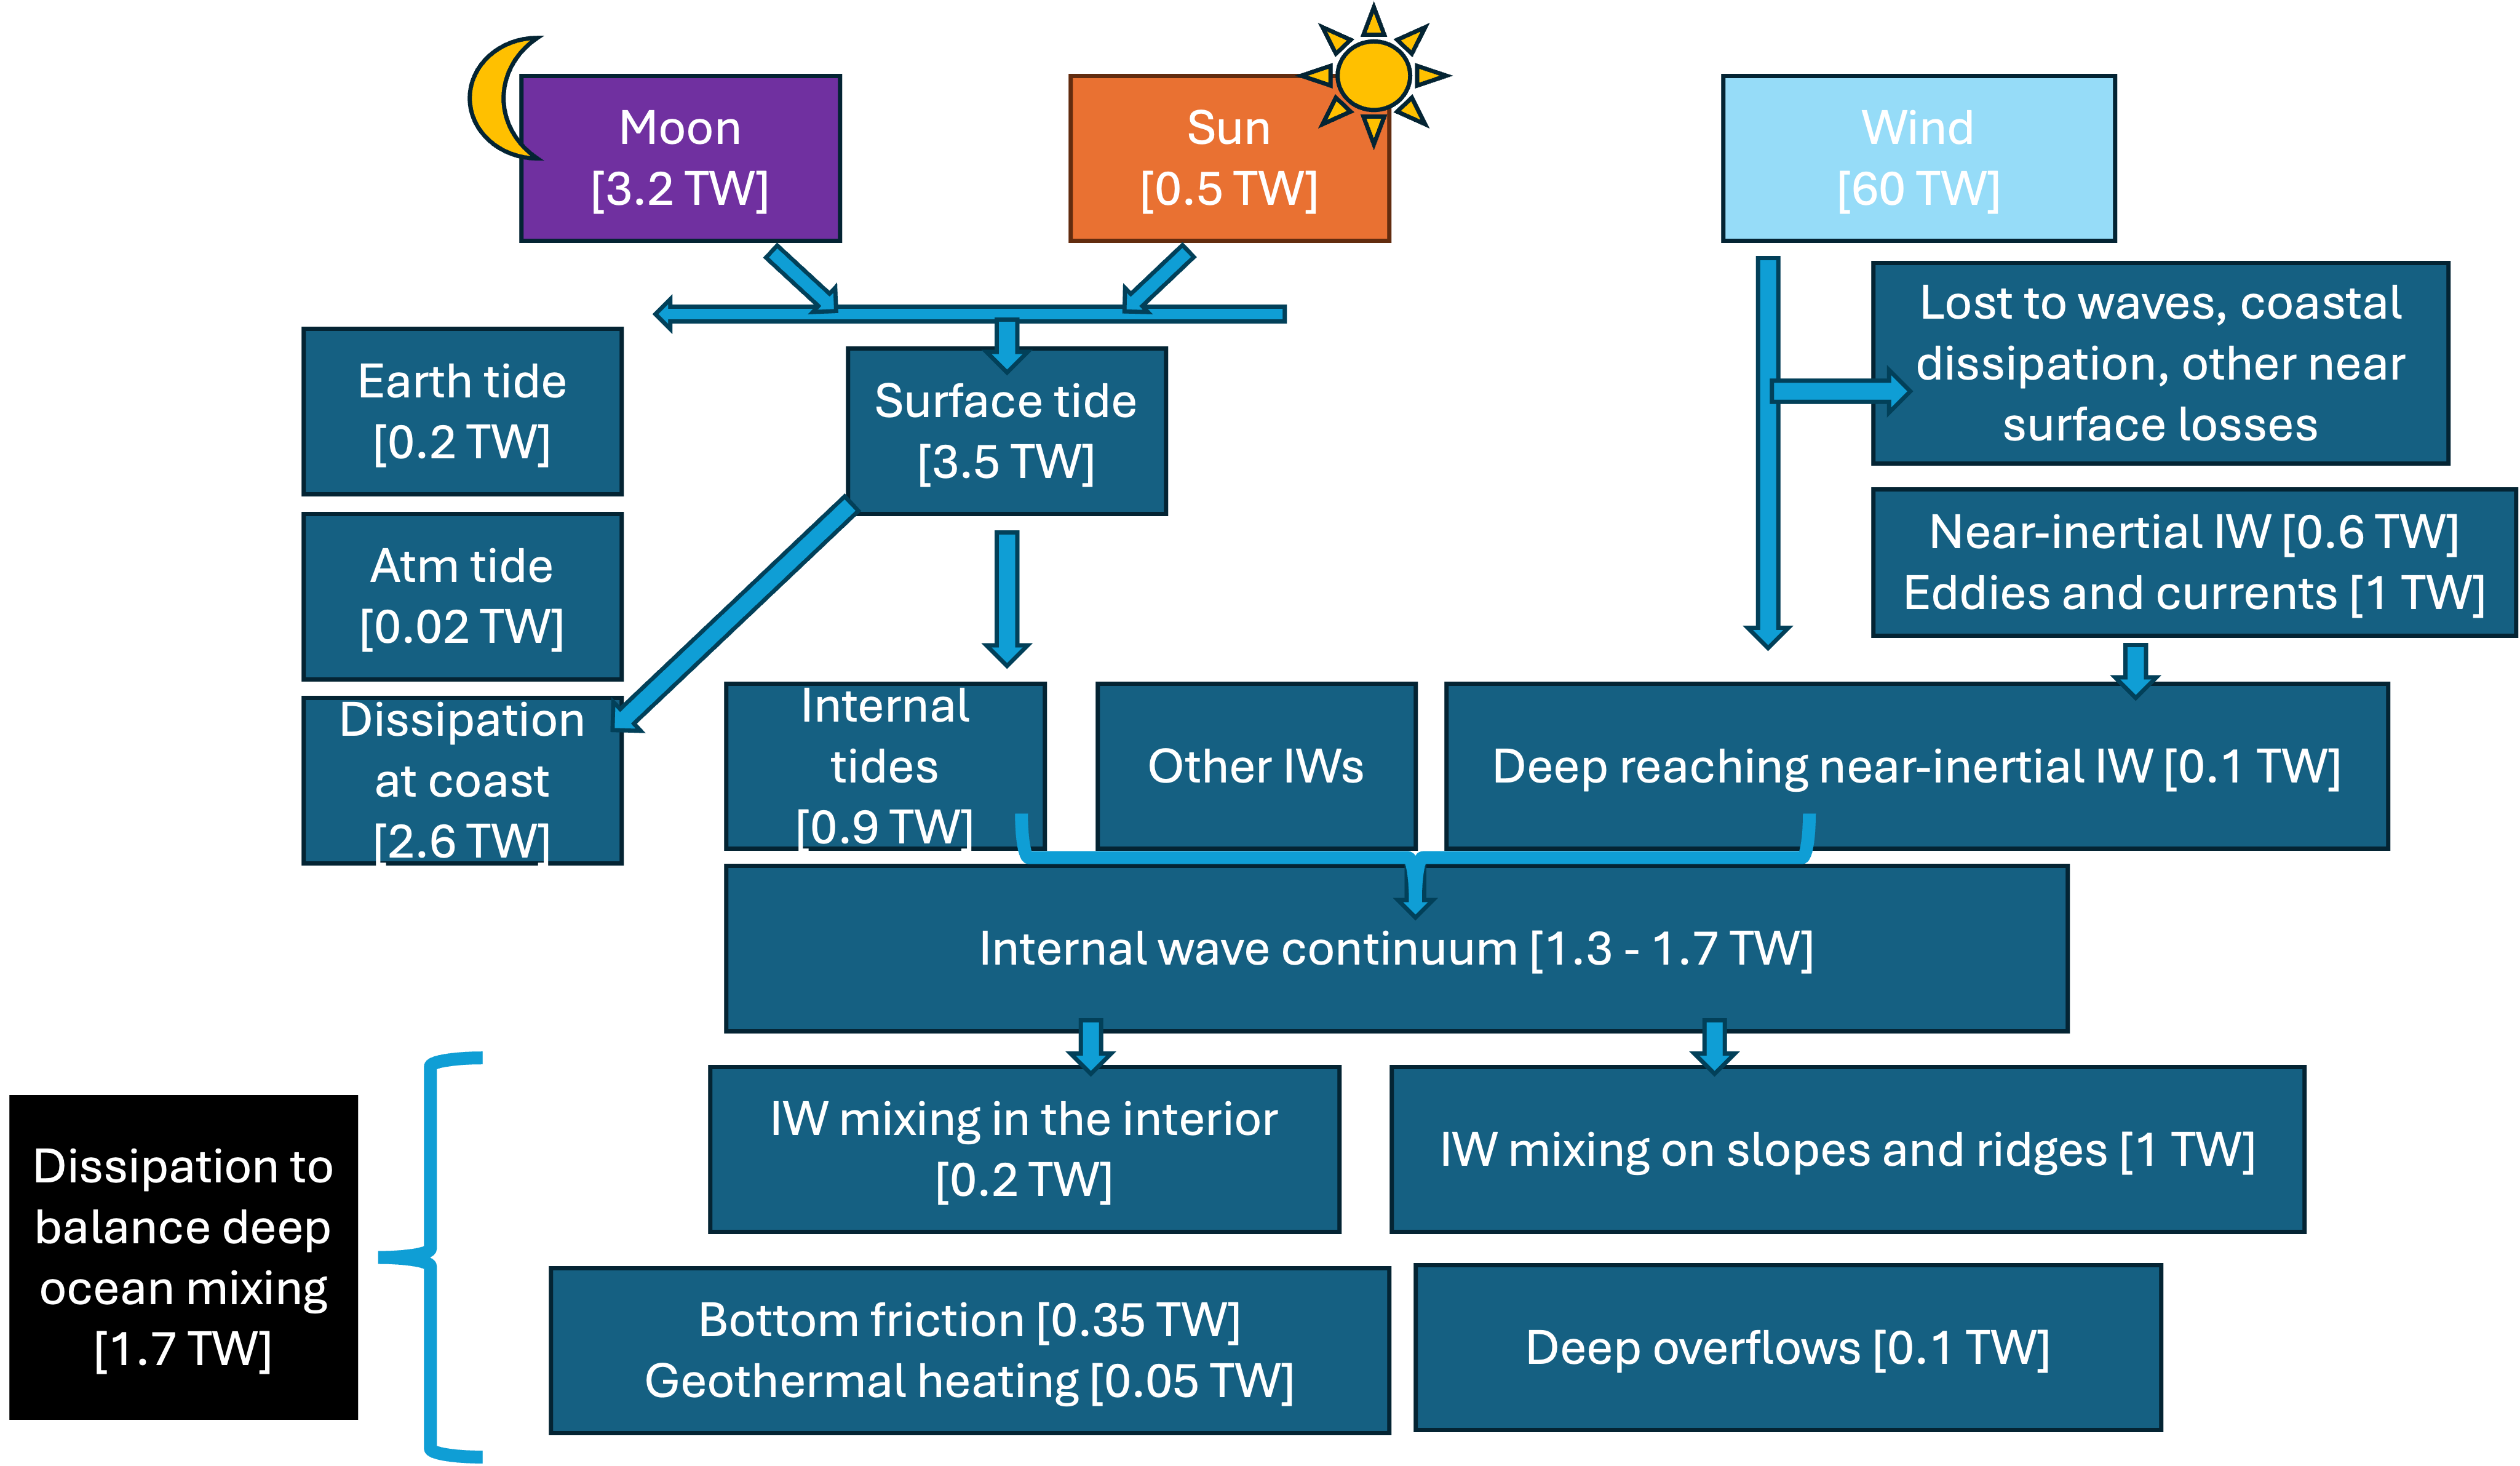 Moon
[3.2 TW]
Sun
[0.5 TW]
Wind
[60 TW]
Earth tide
[0.2 TW]
Surface tide
[3.5 TW]
Lost to waves, coastal
dissipation, other near
surface losses
Atm tide
[0.02 TW]
Near-inertial IW [0.6 TW]
Eddies and currents [1 TW]
Dissipation
at coast
[2.6 TW]
Internal
tides
[0.9 TW]
Other IWs
Deep reaching near-inertial IW [0.1 TW]
Internal wave continuum [1.3 - 1.7 TW]
IW mixing in the interior
[0.2 TW]
IW mixing on slopes and ridges [1 TW]
Dissipation to
balance deep
ocean mixing
[1.7 TW]
Bottom friction [0.35 TW]
Geothermal heating [0.05 TW]
Deep overflows [0.1 TW]